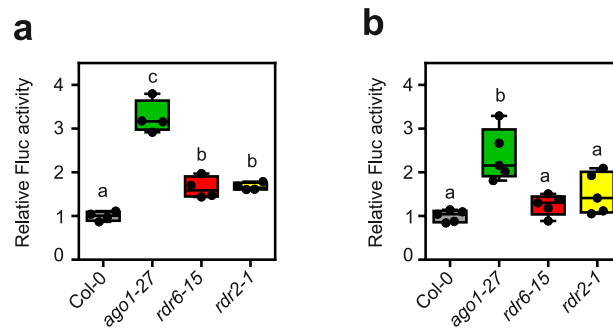 a
Relative Fluc activity
4
3
2
1
0
a
c
b
b
Col-0
ago1-27
rdr6-15
rdr2-1
b
Relative Fluc activity
4
3
2
1
0
a
b
a
a
Col-0
ago1-27
rdr6-15
rdr2-1